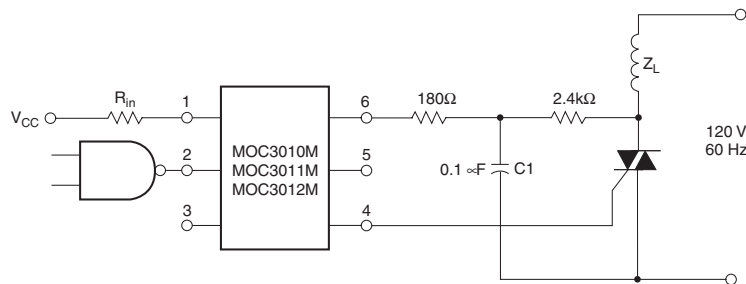 V_CC
R_in
1
2
3
MOC3010M
MOC3011M
MOC3012M
6
5
4
180Ω
2.4kΩ
0.1 ∝F
C1
Z_L
120 V
60 Hz